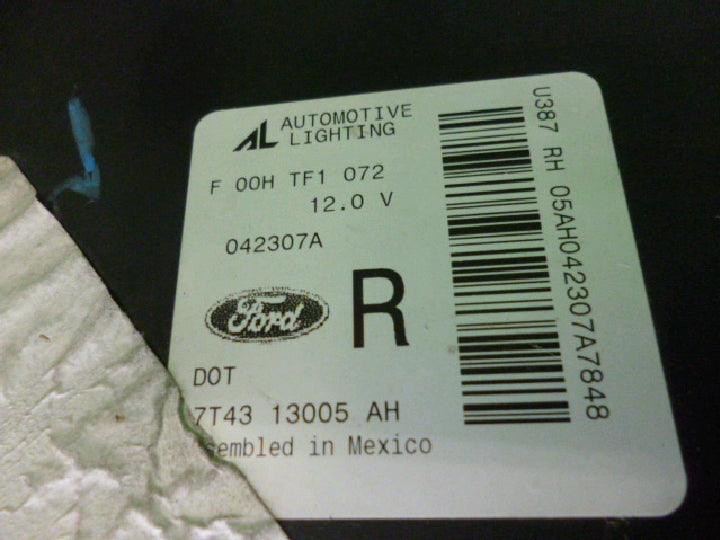 AL AUTOMOTIVE
LIGHTING
F 00H TF1 072
12.0 V
042307A
Ford
R
DOT
7T43 13005 AH
sembled in Mexico
U387 RH 05AH042307A7848